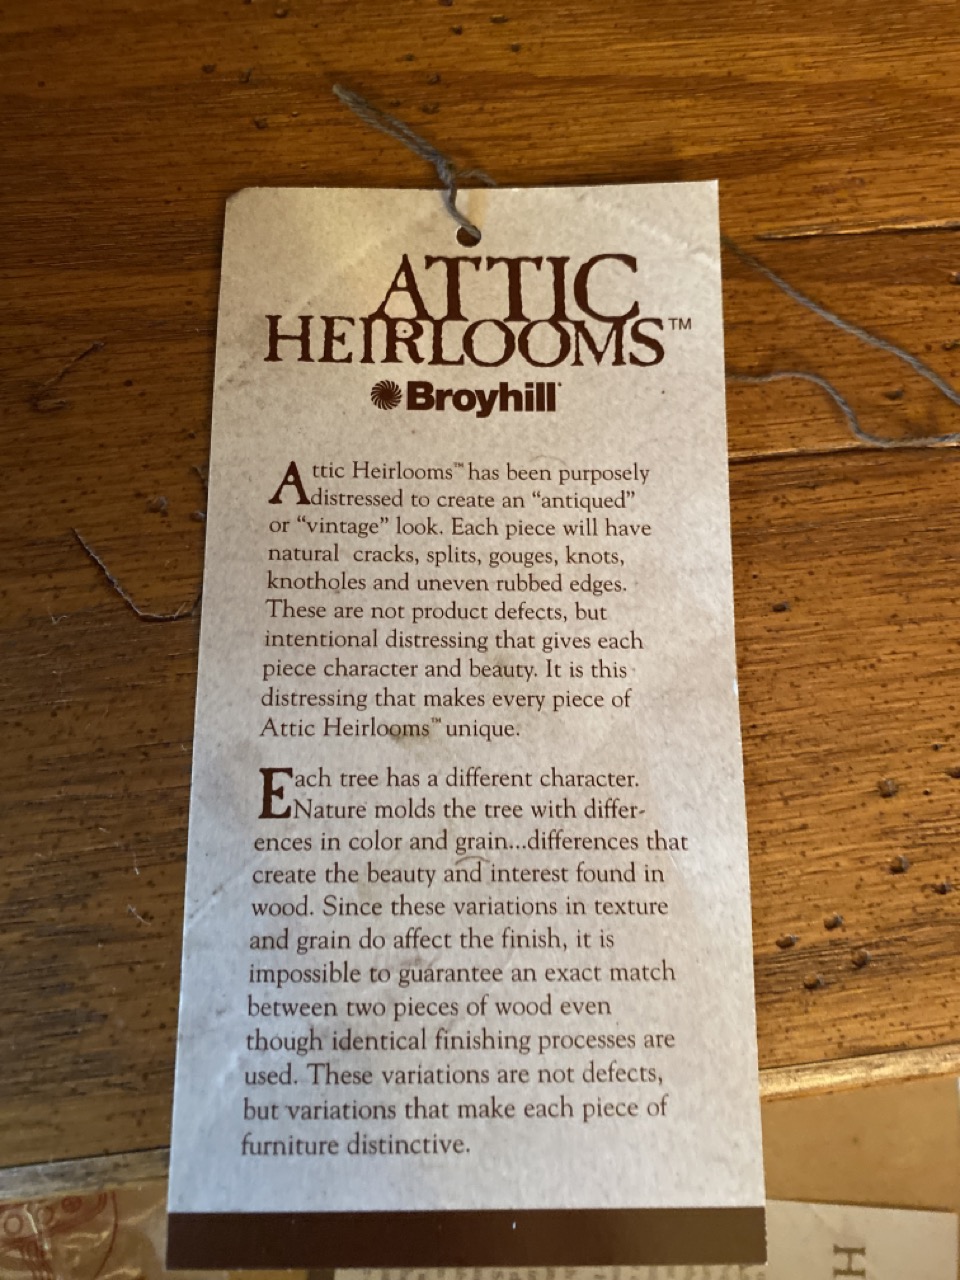 ATTIC
HEIRLOOMS™
Broyhill®
Attic Heirlooms™ has been purposely
distressed to create an “antiqued”
or “vintage” look. Each piece will have
natural cracks, splits, gouges, knots,
knotholes and uneven rubbed edges.
These are not product defects, but
intentional distressing that gives each
piece character and beauty. It is this
distressing that makes every piece of
Attic Heirlooms™ unique.
Each tree has a different character.
Nature molds the tree with differ-
ences in color and grain...differences that
create the beauty and interest found in
wood. Since these variations in texture
and grain do affect the finish, it is
impossible to guarantee an exact match
between two pieces of wood even
though identical finishing processes are
used. These variations are not defects,
but variations that make each piece of
furniture distinctive.
H